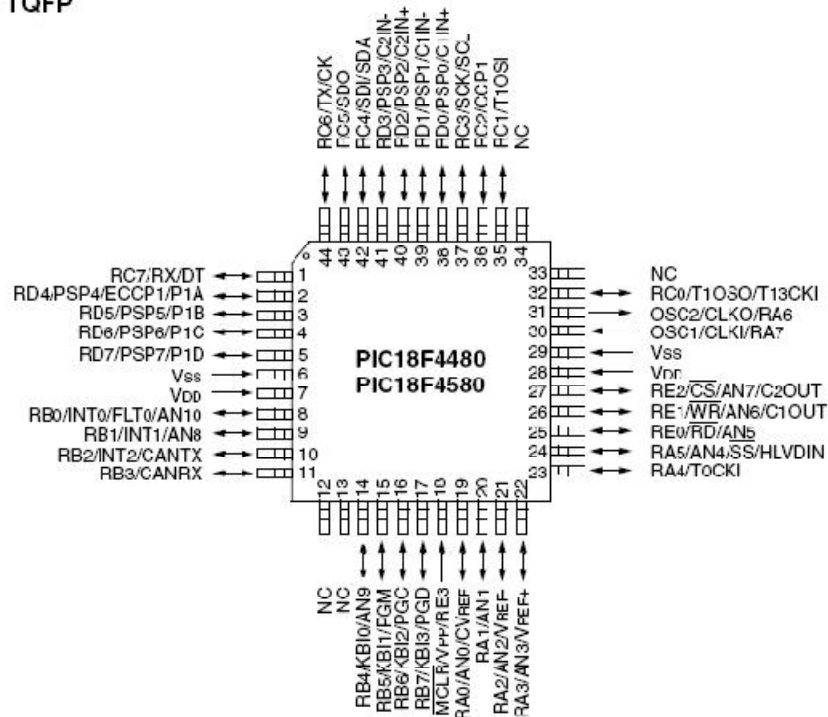 TQFP
RC6/TX/CK
RC5/SDO
RC4/SDI/SDA
RD3/PSP3/C2IN-
RD2/PSP2/C2IN+
RD1/PSP1/C1IN-
RD0/PSP0/C1IN+
RC3/SCK/SCL
RC2/CCP1
RC1/T1OSI
NC
44 43 42 41 40 39 38 37 36 35 34
RC7/RX/DT 1
RD4/PSP4/ECCP1/P1A 2
RD5/PSP5/P1B 3
RD6/PSP6/P1C 4
RD7/PSP7/P1D 5
VSS 6
VDD 7
RB0/INT0/FLT0/AN10 8
RB1/INT1/AN8 9
RB2/INT2/CANTX 10
RB3/CANRX 11
PIC18F4480
PIC18F4580
33 NC
32 RC0/T1OSO/T13CKI
31 OSC2/CLKO/RA6
30 OSC1/CLKI/RA7
29 VSS
28 VDD
27 RE2/CS/AN7/C2OUT
26 RE1/WR/AN6/C1OUT
25 RE0/RD/AN5
24 RA5/AN4/SS/HLVDIN
23 RA4/T0CKI
12 13 14 15 16 17 18 19 20 21 22
NC
NC
RB4/KBI0/AN9
RB5/KBI1/PGM
RB6/KBI2/PGC
RB7/KBI3/PGD
MCLR/VPP/RE3
RA0/AN0/CVREF
RA1/AN1
RA2/AN2/VREF-
RA3/AN3/VREF+